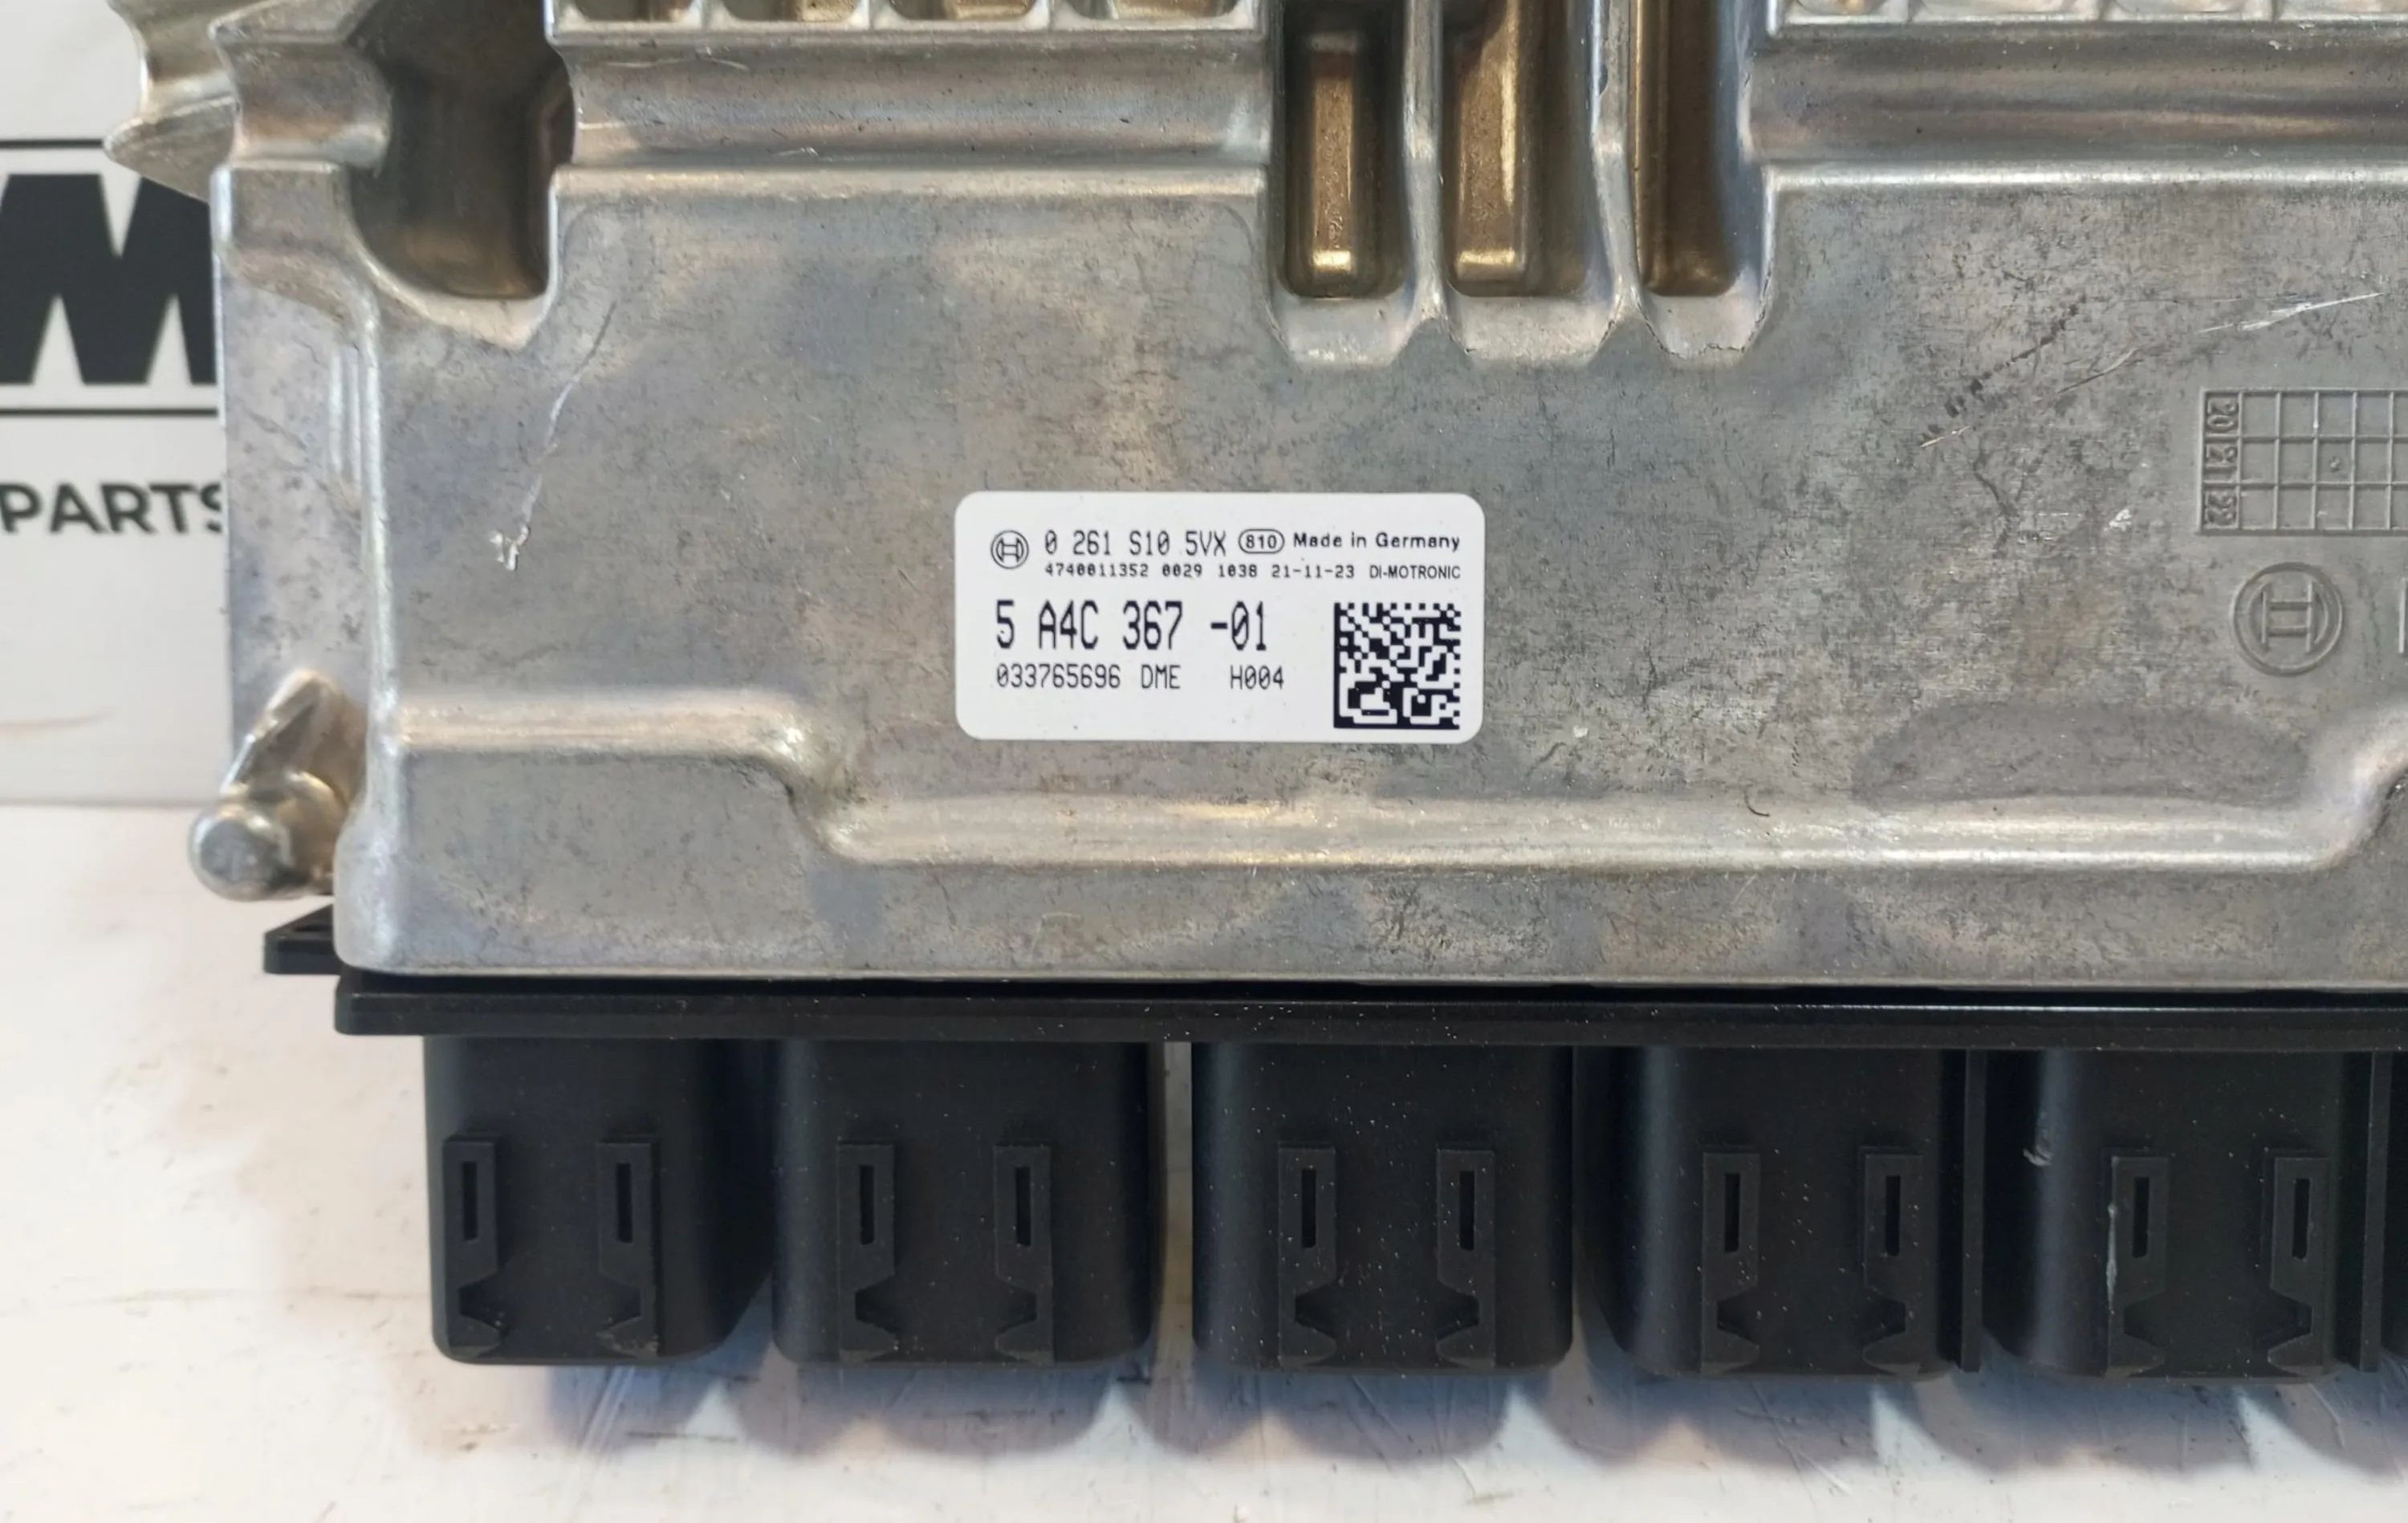 M
PARTS
0 261 S10 5VX 810 Made in Germany
4740011352 0029 1038 21-11-23 DI-MOTRONIC
5 A4C 367 -01
033765696 DME H004
20
21
22